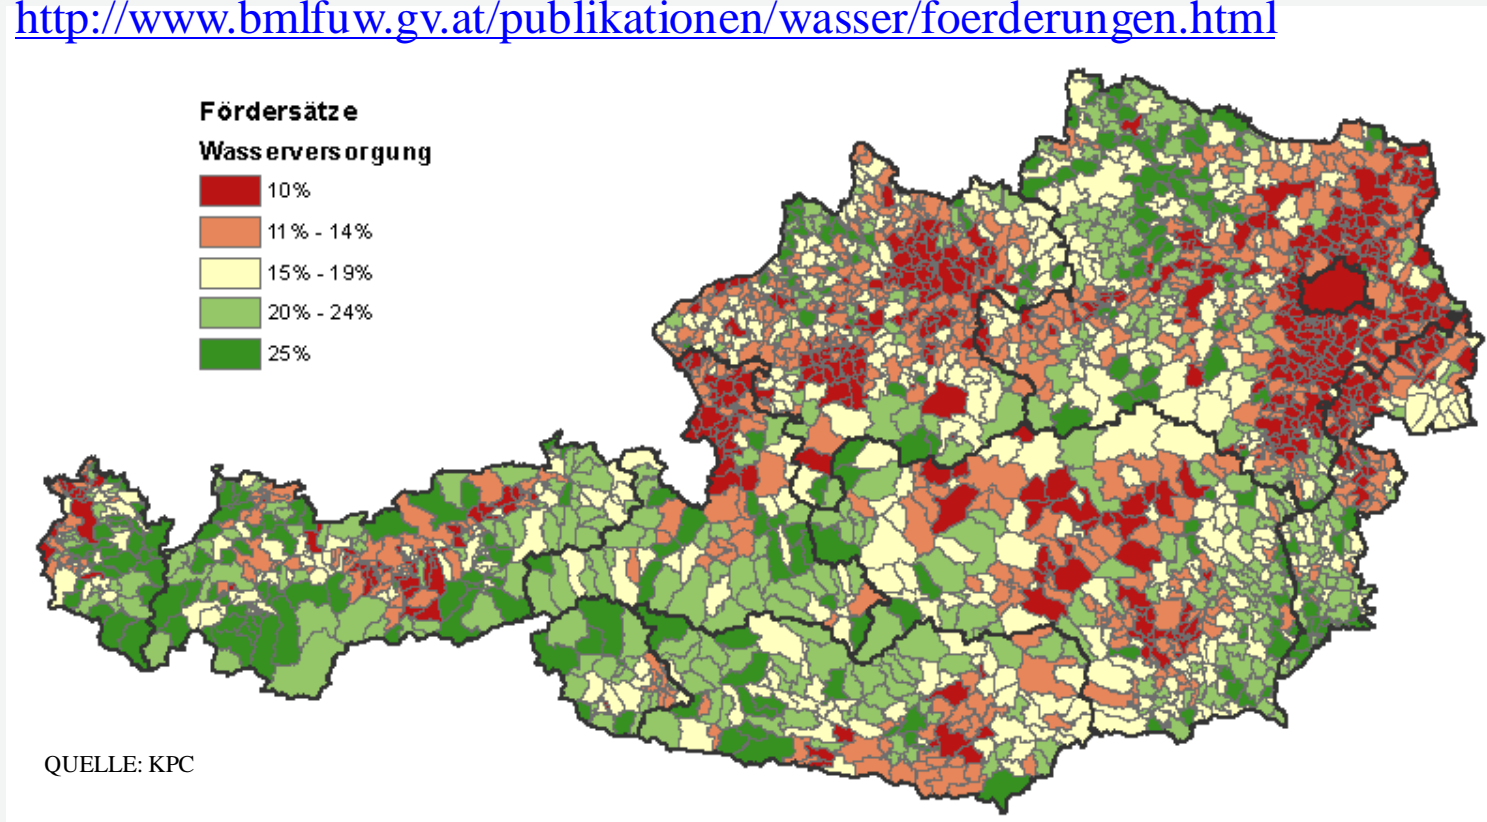 http://www.bmlfuw.gv.at/publikationen/wasser/foerderungen.html
Fördersätze
Wasserversorgung
10%
11% - 14%
15% - 19%
20% - 24%
25%
QUELLE: KPC